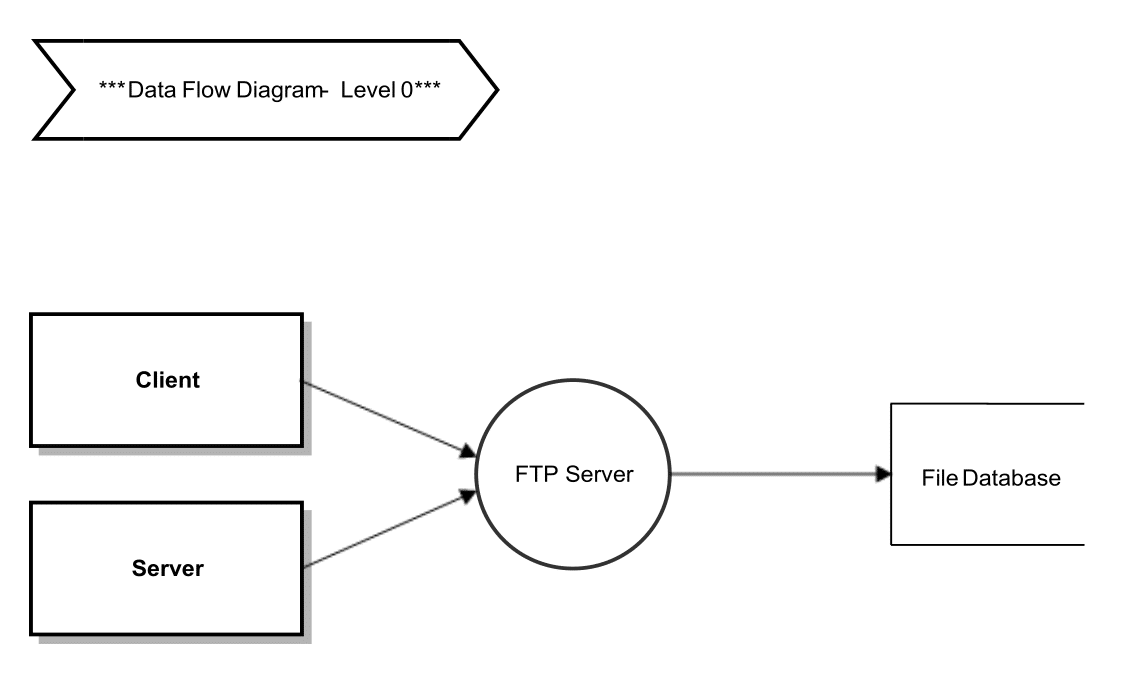 ***Data Flow Diagram- Level 0***
Client
FTP Server
File Database
Server